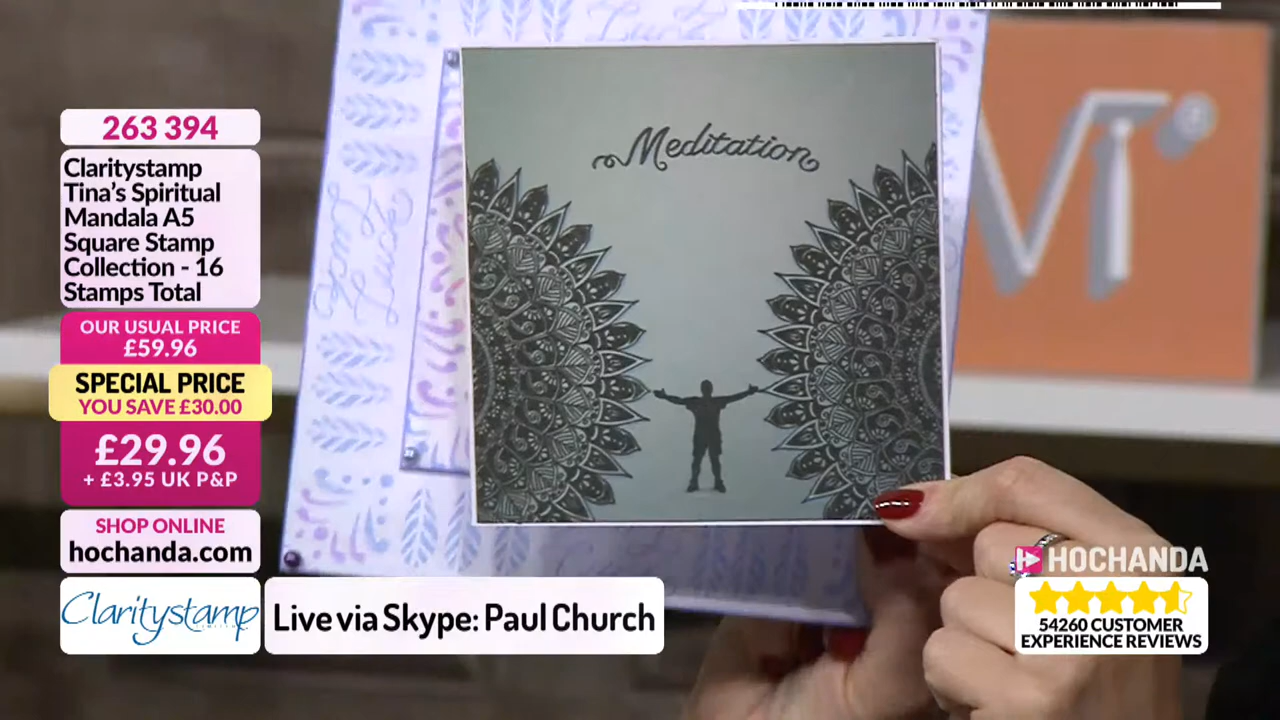 263 394
Claritystamp
Tina's Spiritual
Mandala A5
Square Stamp
Collection - 16
Stamps Total
OUR USUAL PRICE
£59.96
SPECIAL PRICE
YOU SAVE £30.00
£29.96
+ £3.95 UK P&P
SHOP ONLINE
hochanda.com
Claritystamp
Live via Skype: Paul Church
Meditation
HOCHANDA
54260 CUSTOMER
EXPERIENCE REVIEWS